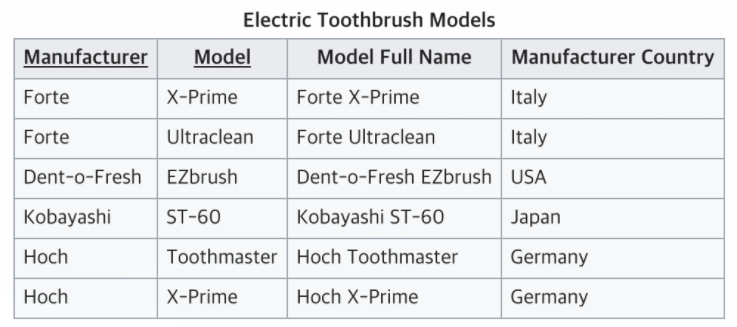 Electric Toothbrush Models
Manufacturer Model Model Full Name Manufacturer Country
Forte X-Prime Forte X-Prime Italy
Forte Ultraclean Forte Ultraclean Italy
Dent-o-Fresh EZbrush Dent-o-Fresh EZbrush USA
Kobayashi ST-60 Kobayashi ST-60 Japan
Hoch Toothmaster Hoch Toothmaster Germany
Hoch X-Prime Hoch X-Prime Germany